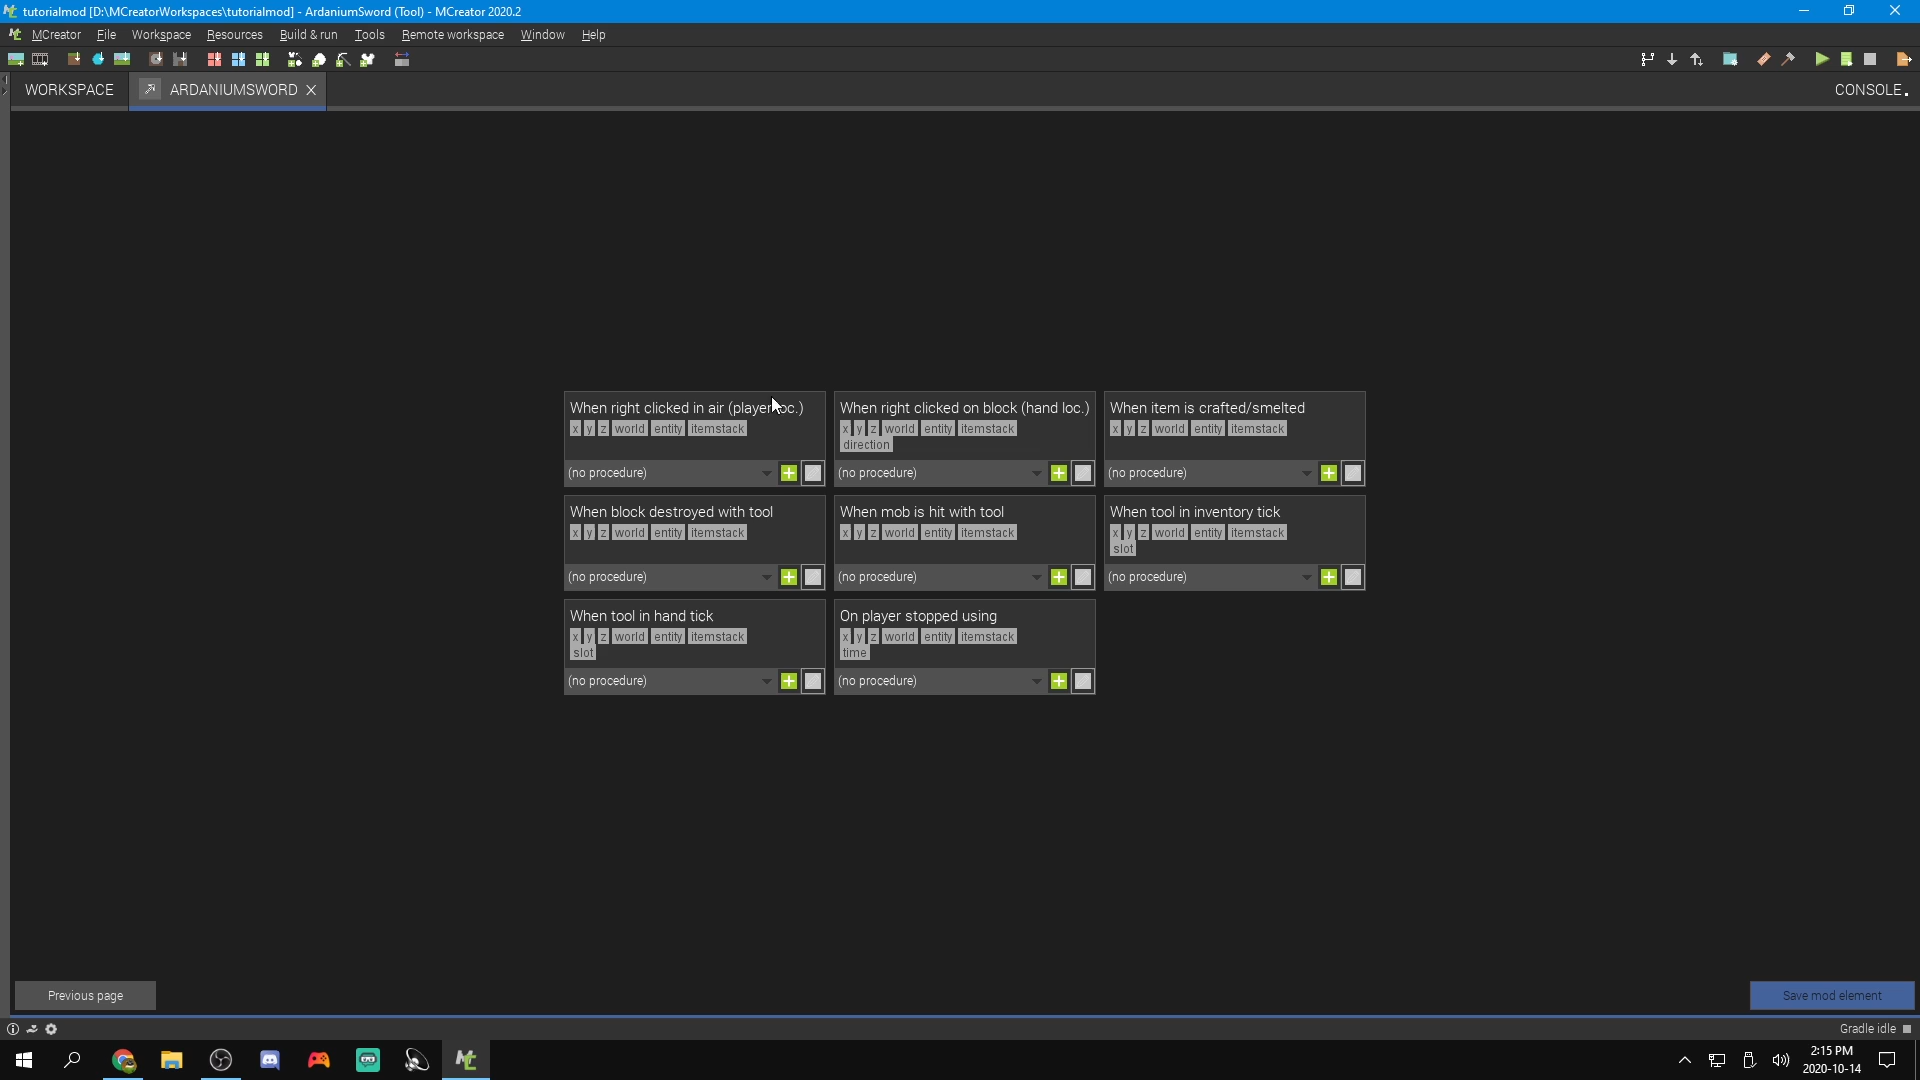 tutorialmod [D:\MCreatorWorkspaces\tutorialmod] - ArdaniumSword (Tool) - MCreator 2020.2
MCreator File Workspace Resources Build & run Tools Remote workspace Window Help
WORKSPACE ARDANIUMSWORD CONSOLE
When right clicked in air (player loc.) When right clicked on block (hand loc.) When item is crafted/smelted
x y z world entity itemstack x y z world entity itemstack x y z world entity itemstack
direction
(no procedure) (no procedure) (no procedure)
When block destroyed with tool When mob is hit with tool When tool in inventory tick
x y z world entity itemstack x y z world entity itemstack x y z world entity itemstack
slot
(no procedure) (no procedure) (no procedure)
When tool in hand tick On player stopped using
x y z world entity itemstack x y z world entity itemstack
slot time
(no procedure) (no procedure)
Previous page Save mod element
Gradle idle
2:15 PM
2020-10-14